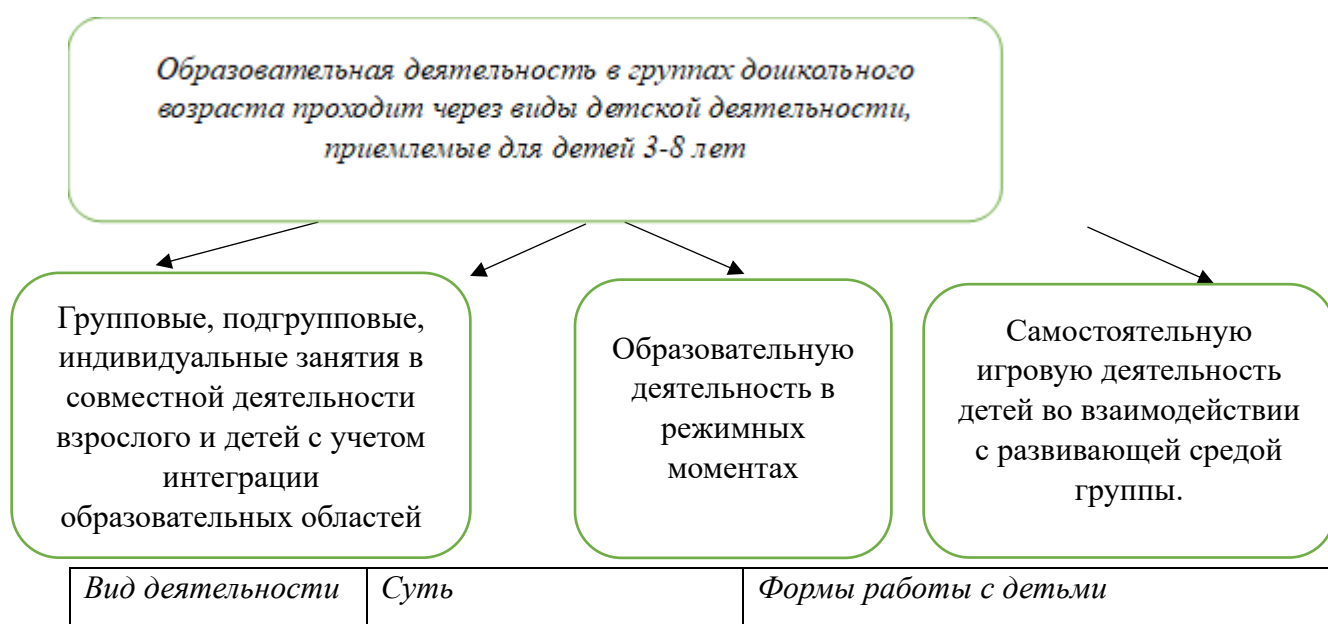 Образовательная деятельность в группах дошкольного
возраста проходит через виды детской деятельности,
приемлемые для детей 3-8 лет
Групповые, подгрупповые,
индивидуальные занятия в
совместной деятельности
взрослого и детей с учетом
интеграции
образовательных областей
Образовательную
деятельность в
режимных
моментах
Самостоятельную
игровую деятельность
детей во взаимодействии
с развивающей средой
группы.
Вид деятельности
Суть
Формы работы с детьми